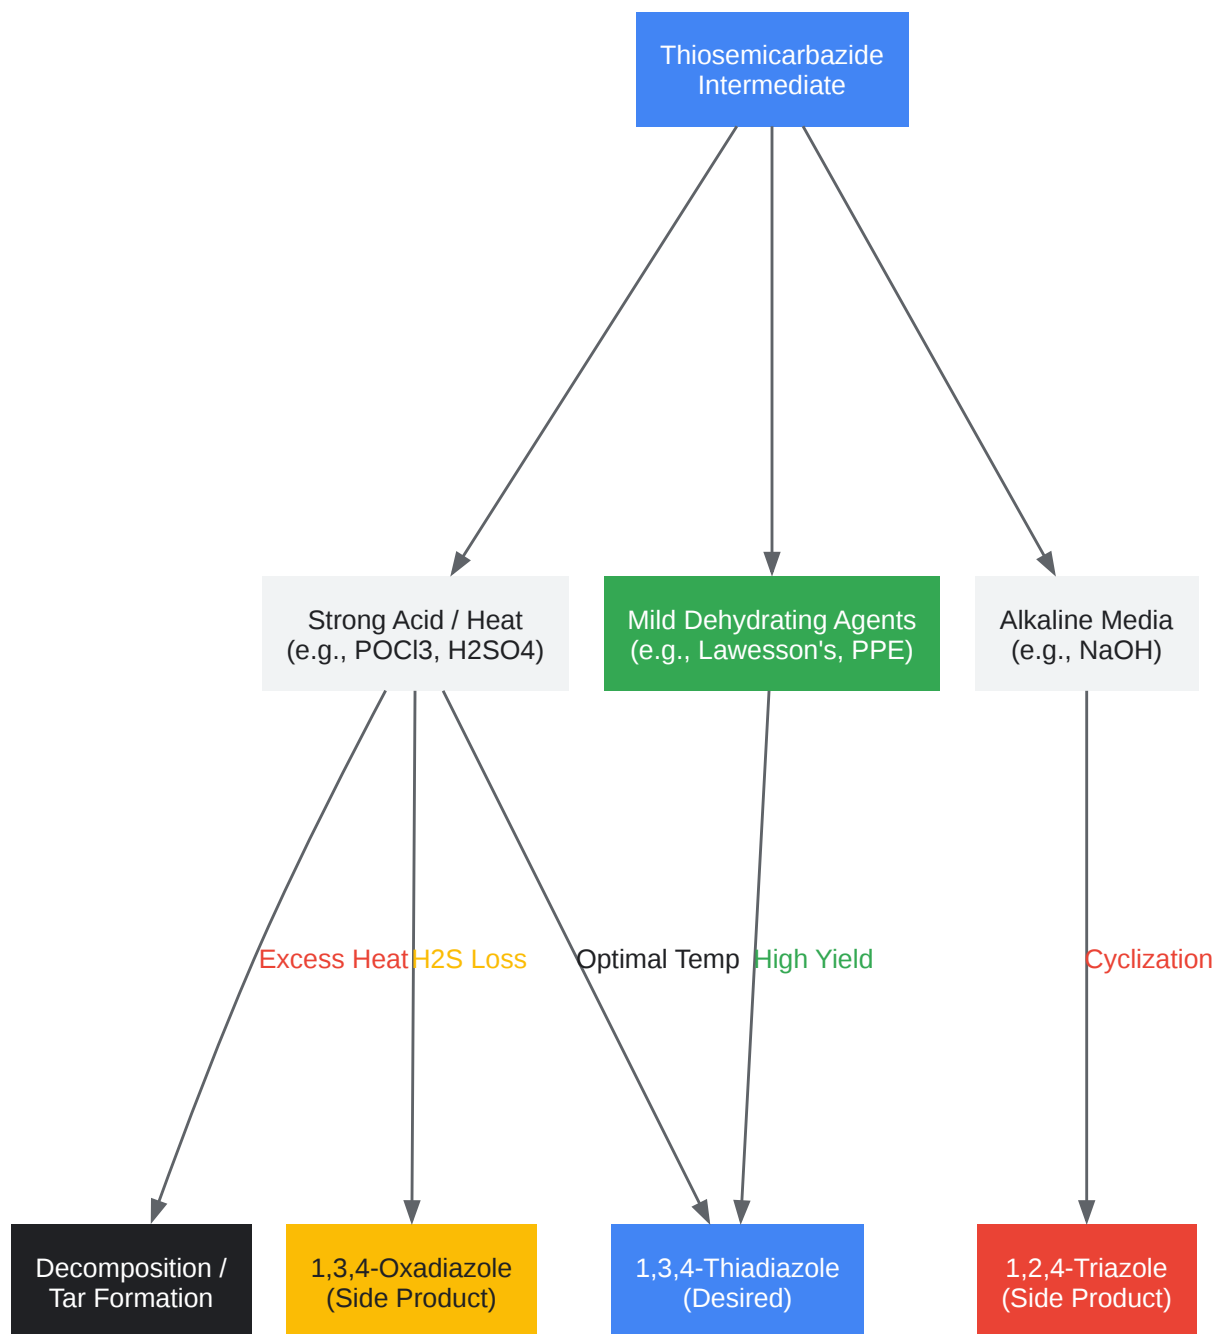 Thiosemicarbazide
Intermediate
Strong Acid / Heat
(e.g., POCl3, H2SO4)
Mild Dehydrating Agents
(e.g., Lawesson's, PPE)
Alkaline Media
(e.g., NaOH)
Excess Heat
H2S Loss
Optimal Temp
High Yield
Cyclization
Decomposition /
Tar Formation
1,3,4-Oxadiazole
(Side Product)
1,3,4-Thiadiazole
(Desired)
1,2,4-Triazole
(Side Product)